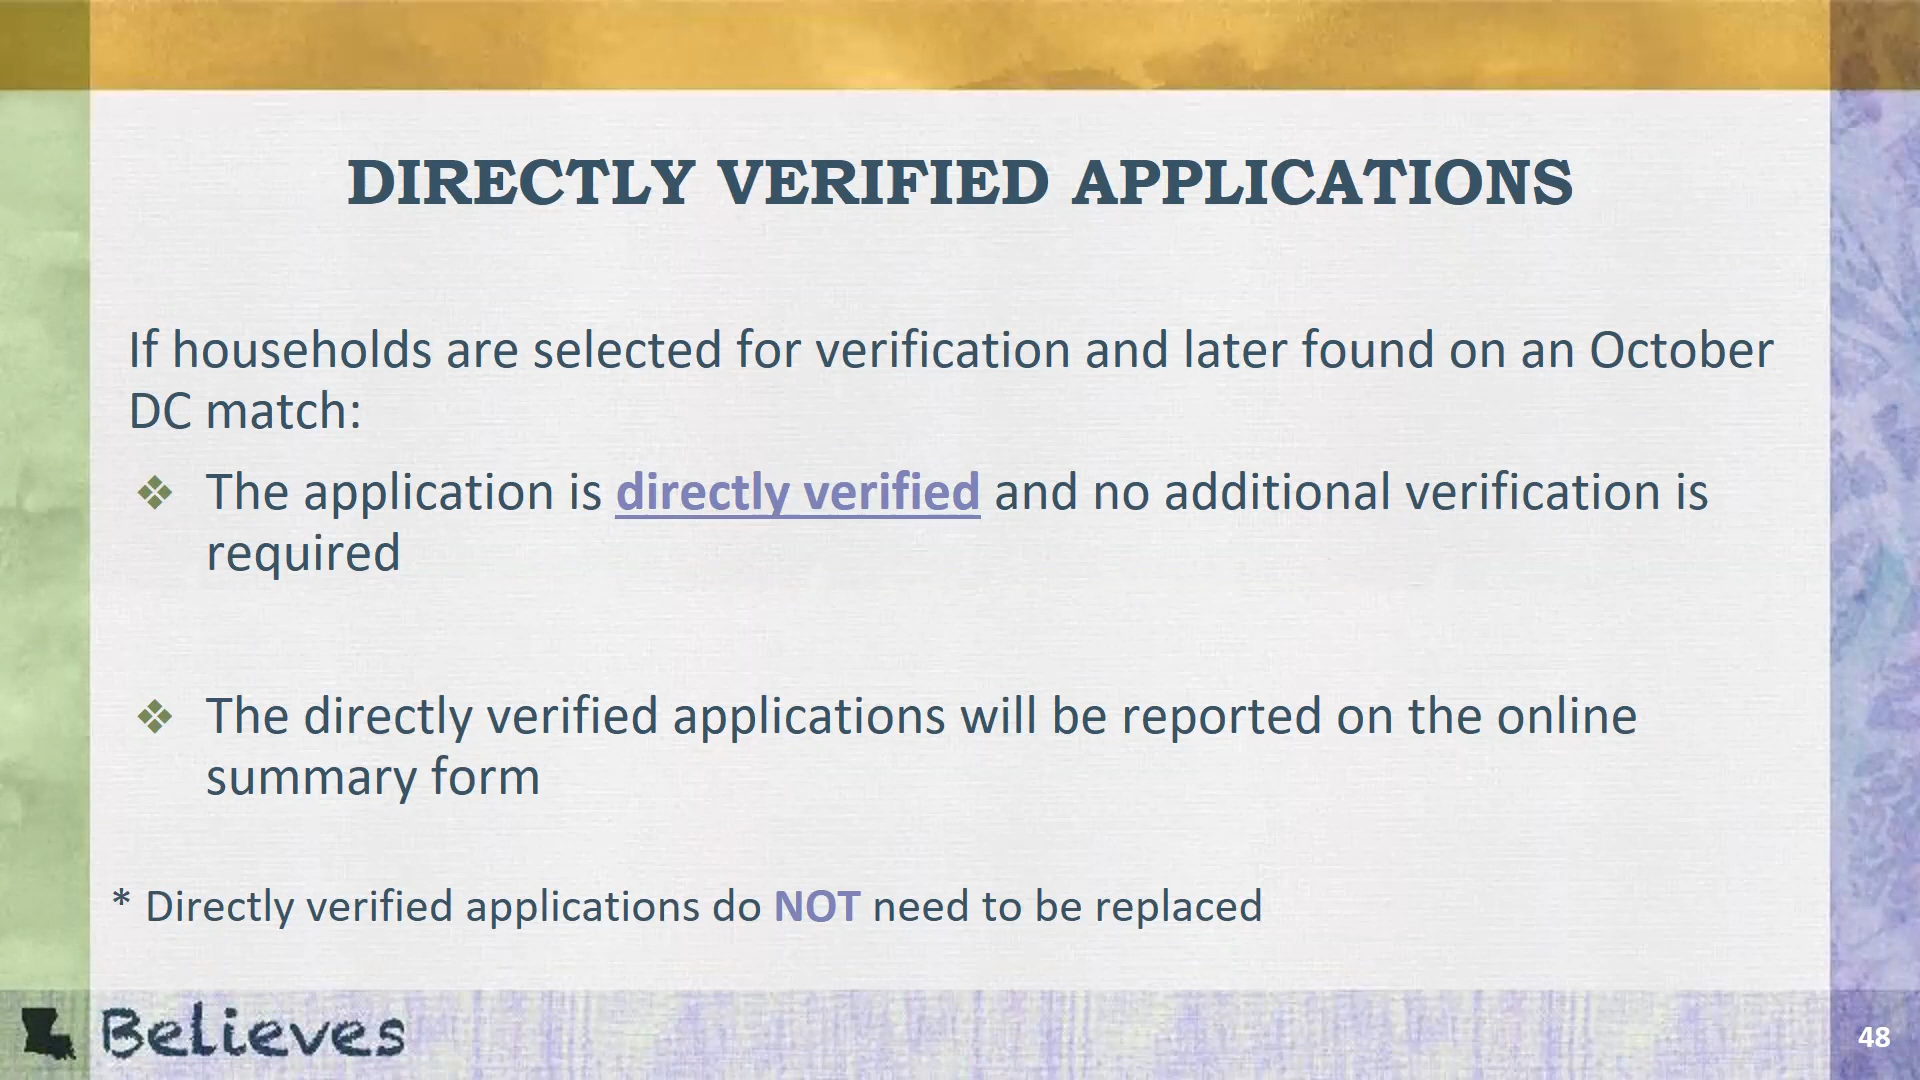 DIRECTLY VERIFIED APPLICATIONS
If households are selected for verification and later found on an October
DC match:
❖ The application is directly verified and no additional verification is
required
❖ The directly verified applications will be reported on the online
summary form
* Directly verified applications do NOT need to be replaced
Believes
48